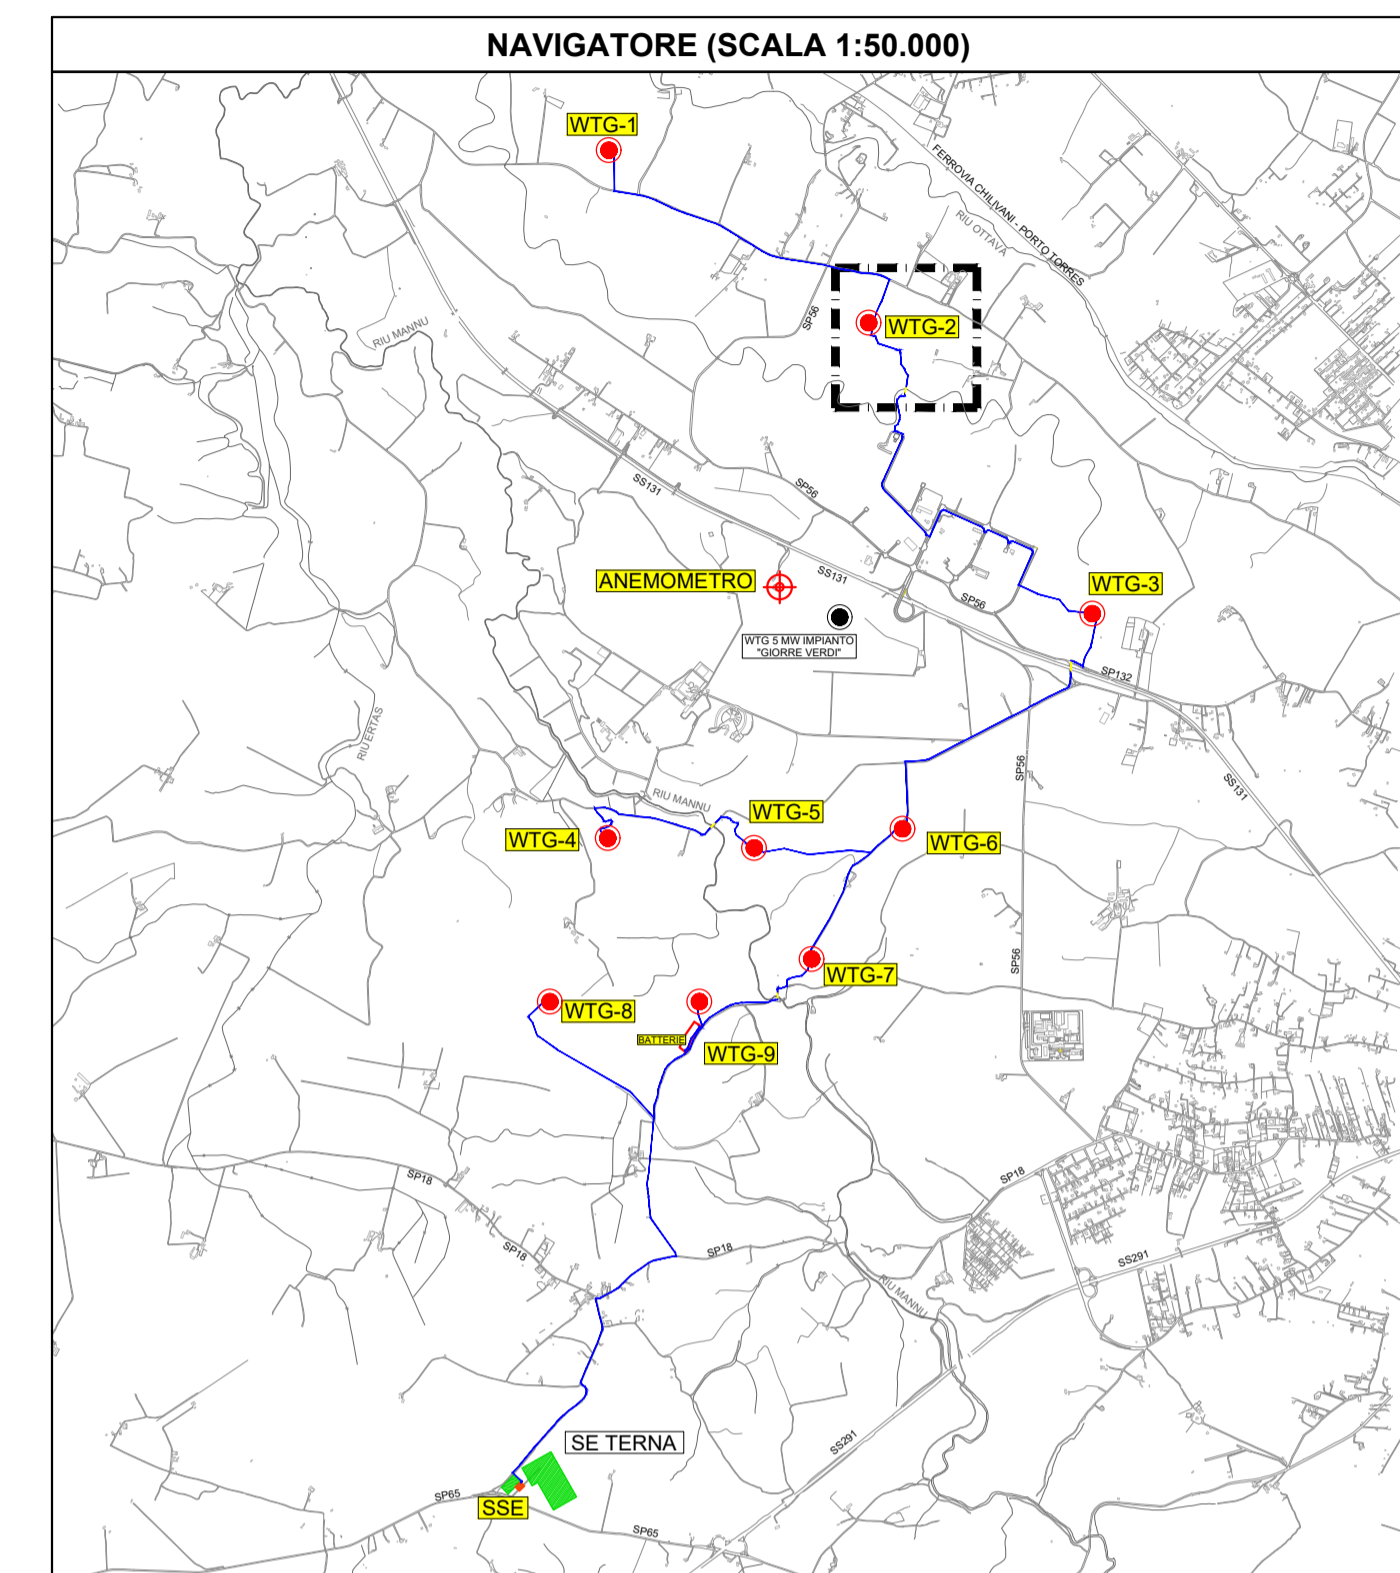 NAVIGATORE (SCALA 1:50.000)
WTG-1
FERROVIA CHILIVANI - PORTO TORRES
RIU OTTAVA
SP56
WTG-2
RIU MANNU
SS131
SP56
ANEMOMETRO
SS131
WTG-3
SP56
WTG 5 MW IMPIANTO
"GIORRE VERDI"
SP132
RIU ERTAS
SP56
SS131
RIU MANNU
WTG-5
WTG-4
WTG-6
SP56
WTG-7
WTG-8
BATTERIE
WTG-9
SP18
SP18
SP18
SP18
SS291
RIU MANNU
SE TERNA
SS291
SP65
SSE
SP65